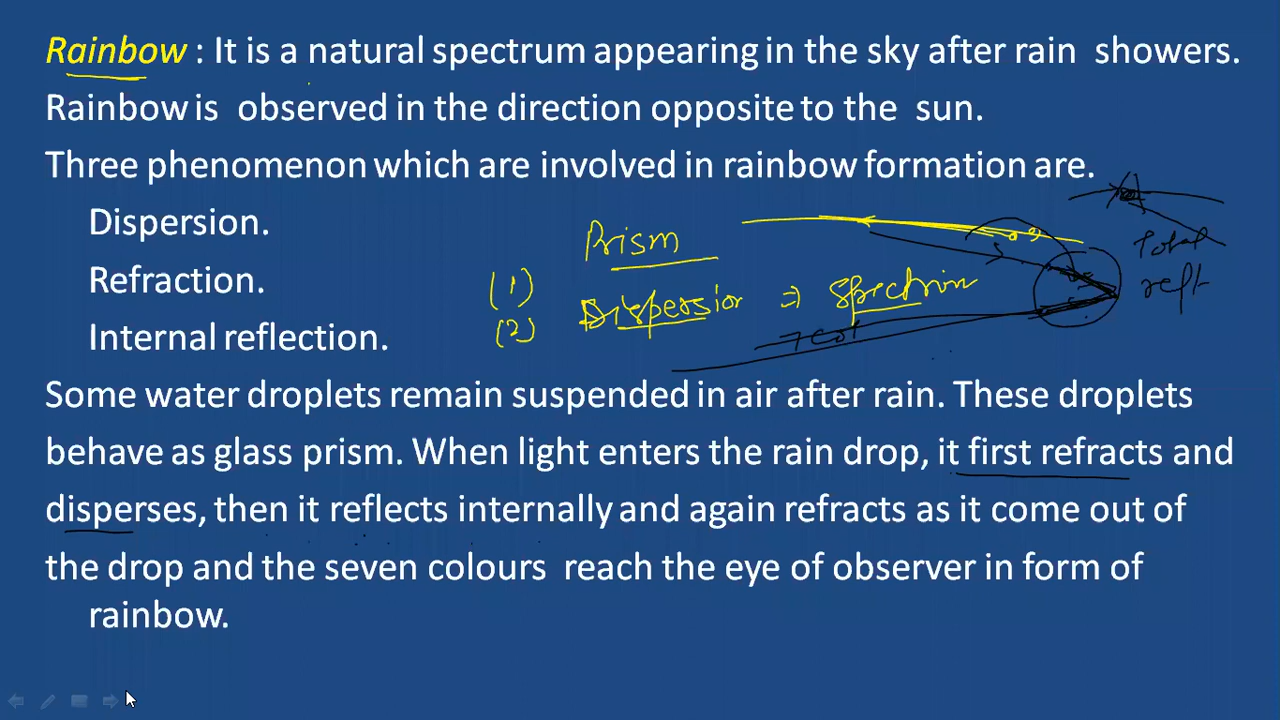 Rainbow : It is a natural spectrum appearing in the sky after rain showers.
Rainbow is observed in the direction opposite to the sun.
Three phenomenon which are involved in rainbow formation are.
Dispersion.
Refraction.
Internal reflection.
Prism
(1)
(2) Dispersion ⇒ Spectrum
Total
refl
Some water droplets remain suspended in air after rain. These droplets
behave as glass prism. When light enters the rain drop, it first refracts and
disperses, then it reflects internally and again refracts as it come out of
the drop and the seven colours reach the eye of observer in form of
rainbow.